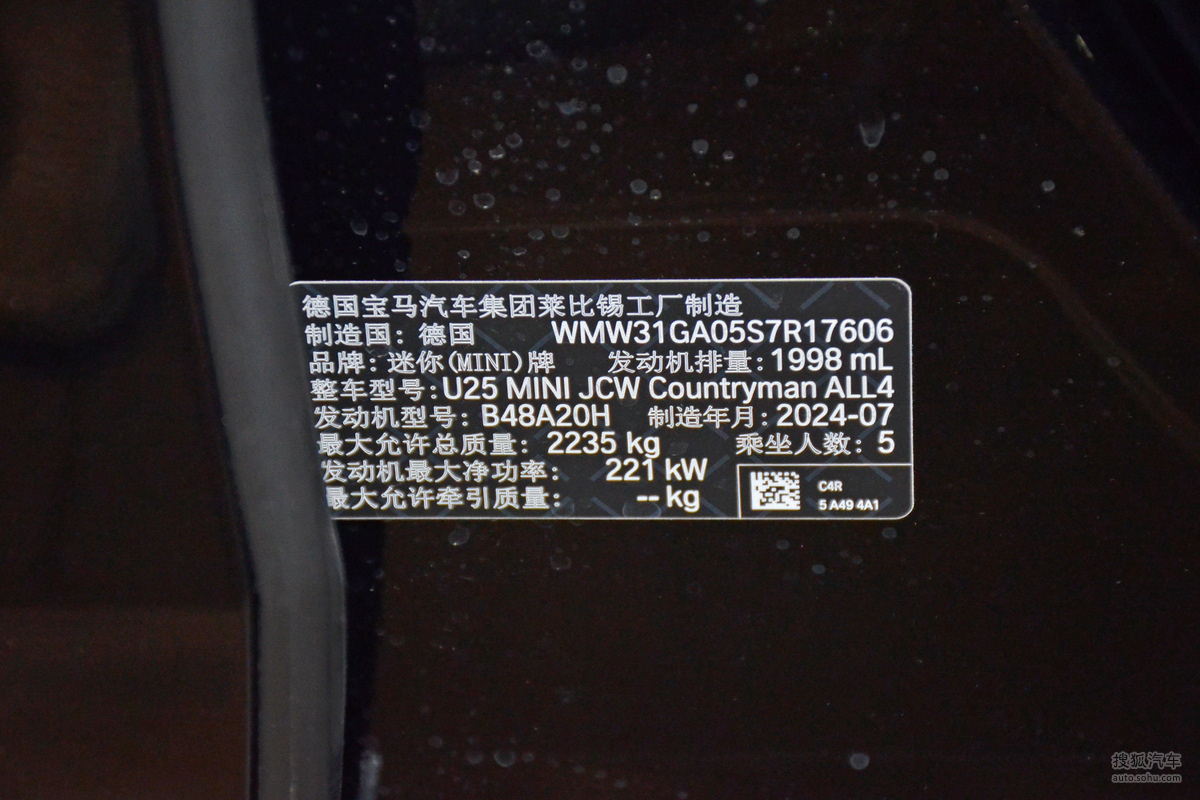 德国宝马汽车集团莱比锡工厂制造
制造国：德国 WMW31GA05S7R17606
品牌：迷你(MINI)牌 发动机排量：1998 mL
整车型号：U25 MINI JCW Countryman ALL4
发动机型号：B48A20H 制造年月：2024-07
最大允许总质量：2235 kg 乘坐人数：5
发动机最大净功率：221 kW
最大允许牵引质量：-- kg
C4R
5 A49 4A1
搜狐汽车
auto.sohu.com